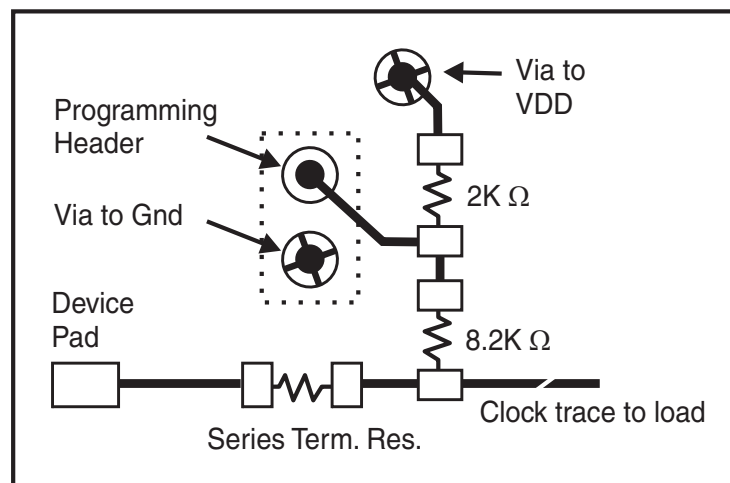 Via to
VDD
Programming
Header
2K Ω
Via to Gnd
Device
Pad
8.2K Ω
Clock trace to load
Series Term. Res.